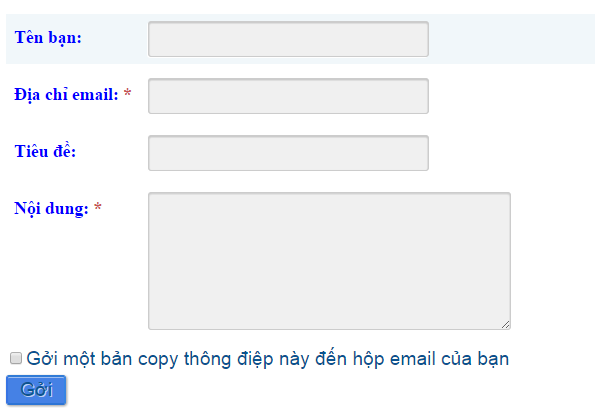 Tên bạn:
Địa chỉ email: *
Tiêu đề:
Nội dung: *
Gởi một bản copy thông điệp này đến hộp email của bạn
Gởi